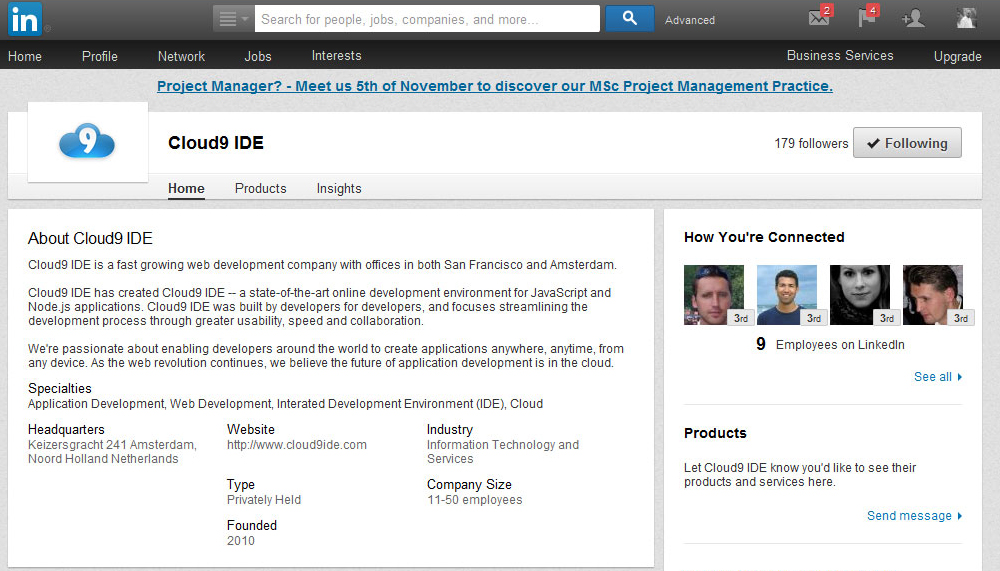 in
Search for people, jobs, companies, and more...
Advanced
2
4
Home Profile Network Jobs Interests Business Services Upgrade
Project Manager? - Meet us 5th of November to discover our MSc Project Management Practice.
9
Cloud9 IDE
179 followers
Following
Home Products Insights
About Cloud9 IDE
Cloud9 IDE is a fast growing web development company with offices in both San Francisco and Amsterdam.
Cloud9 IDE has created Cloud9 IDE -- a state-of-the-art online development environment for JavaScript and
Node.js applications. Cloud9 IDE was built by developers for developers, and focuses streamlining the
development process through greater usability, speed and collaboration.
We're passionate about enabling developers around the world to create applications anywhere, anytime, from
any device. As the web revolution continues, we believe the future of application development is in the cloud.
Specialties
Application Development, Web Development, Interated Development Environment (IDE), Cloud
Headquarters
Keizersgracht 241 Amsterdam,
Noord Holland Netherlands
Website
http://www.cloud9ide.com
Industry
Information Technology and
Services
Type
Privately Held
Company Size
11-50 employees
Founded
2010
How You're Connected
3rd 3rd 3rd 3rd
9 Employees on LinkedIn
See all
Products
Let Cloud9 IDE know you'd like to see their
products and services here.
Send message